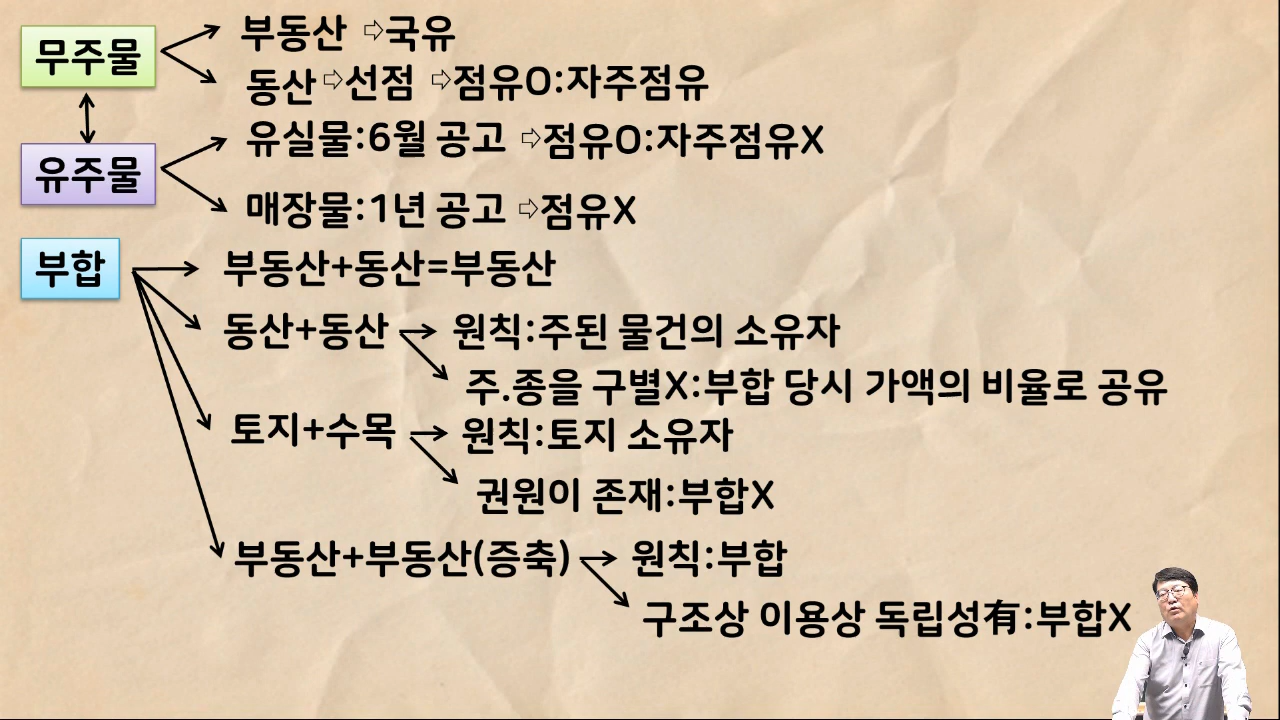 무주물
부동산 ⇨국유
동산⇨선점 ⇨점유O:자주점유
유주물
유실물:6월 공고 ⇨점유O:자주점유X
매장물:1년 공고 ⇨점유X
부합
부동산+동산=부동산
동산+동산 → 원칙:주된 물건의 소유자
주.종을 구별X:부합 당시 가액의 비율로 공유
토지+수목 → 원칙:토지 소유자
권원이 존재:부합X
부동산+부동산(증축) → 원칙:부합
구조상 이용상 독립성有:부합X